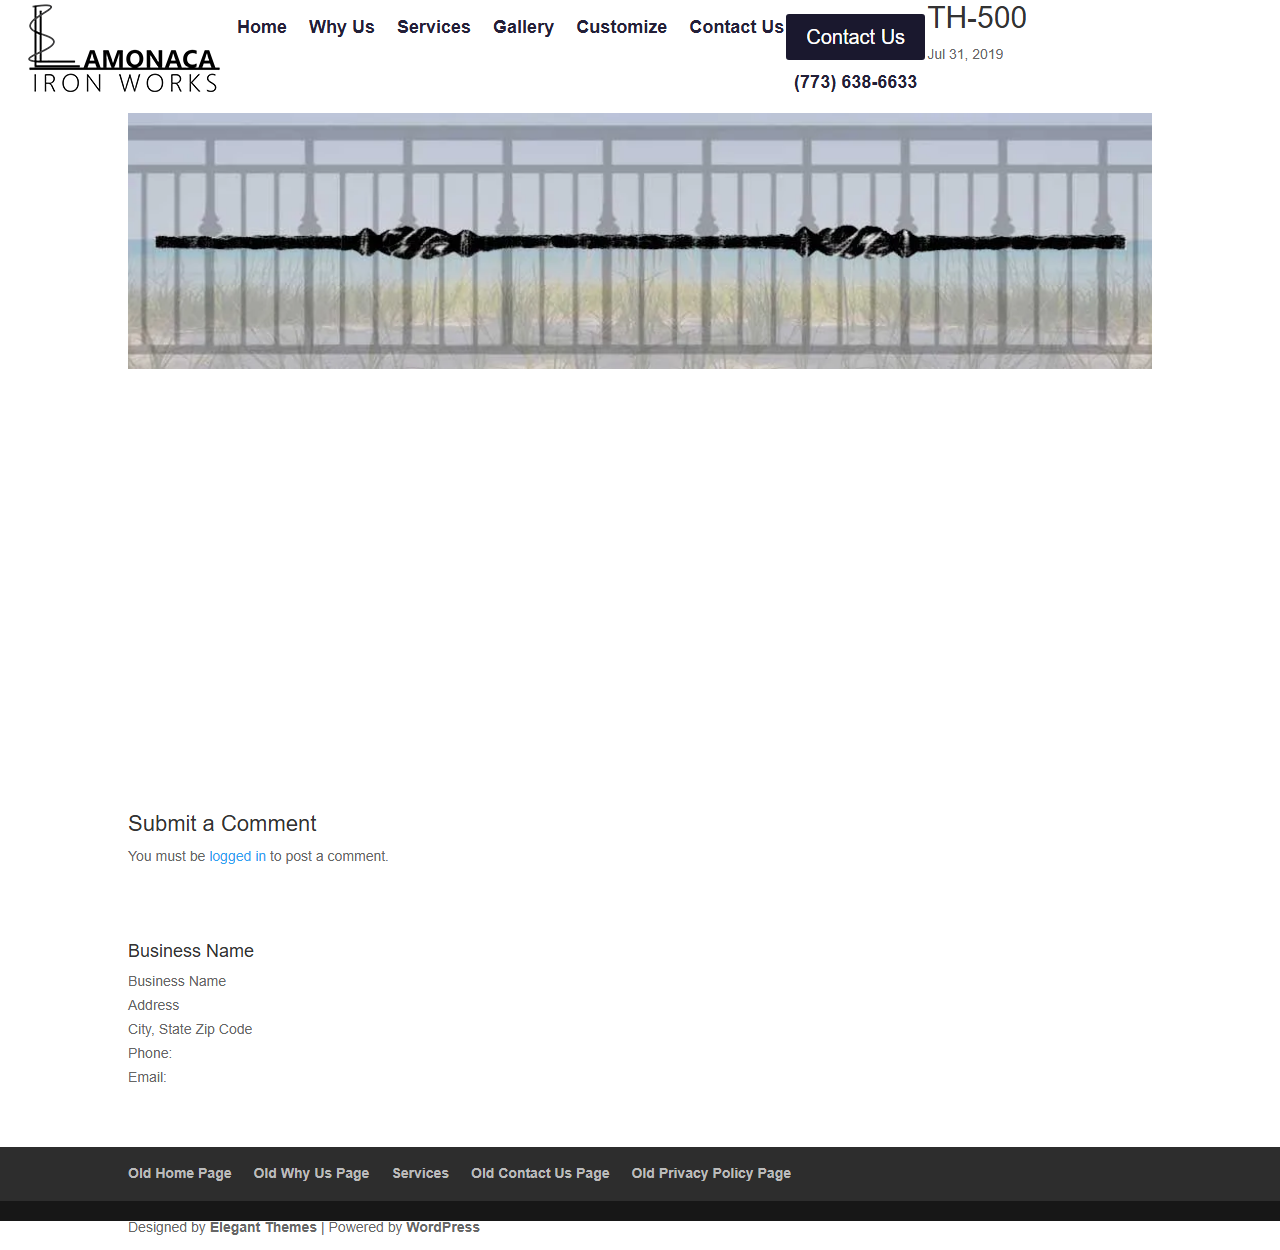 LAMONACA
IRON WORKS
Home Why Us Services Gallery Customize Contact Us
Contact Us
(773) 638-6633
TH-500
Jul 31, 2019
Submit a Comment
You must be logged in to post a comment.
Business Name
Business Name
Address
City, State Zip Code
Phone:
Email:
Old Home Page Old Why Us Page Services Old Contact Us Page Old Privacy Policy Page
Designed by Elegant Themes | Powered by WordPress